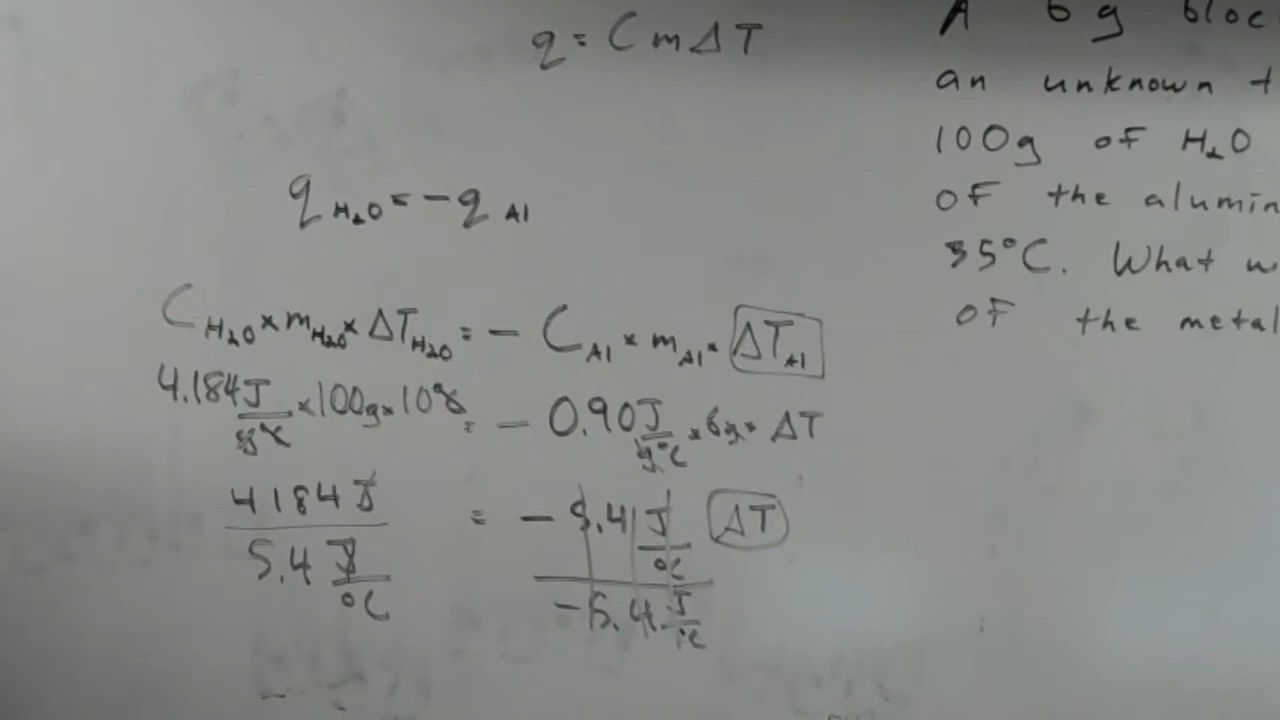 q = C m Δ T
q H₂O = - q Al
C H₂O × m H₂O × ΔT H₂O = - C Al × m Al × ΔT Al
4.184 J/g°C × 100g × 10°C = - 0.90 J/g°C × 6g × ΔT
4184 J / 5.4 J/°C = - 5.4 J/°C ΔT / -5.4 J/°C
A 6g bloc
an unknown t
100g of H₂O
of the alumin
35°C. What w
of the metal